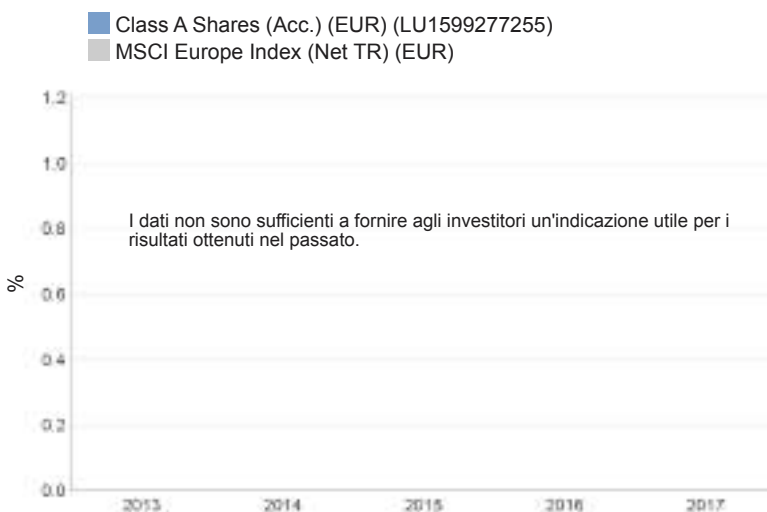 Class A Shares (Acc.) (EUR) (LU1599277255)
MSCI Europe Index (Net TR) (EUR)
1.2
1.0
I dati non sono sufficienti a fornire agli investitori un'indicazione utile per i
0.8
risultati ottenuti nel passato.
%
0.6
0.4
0.2
0.0
2013 2014 2015 2016 2017